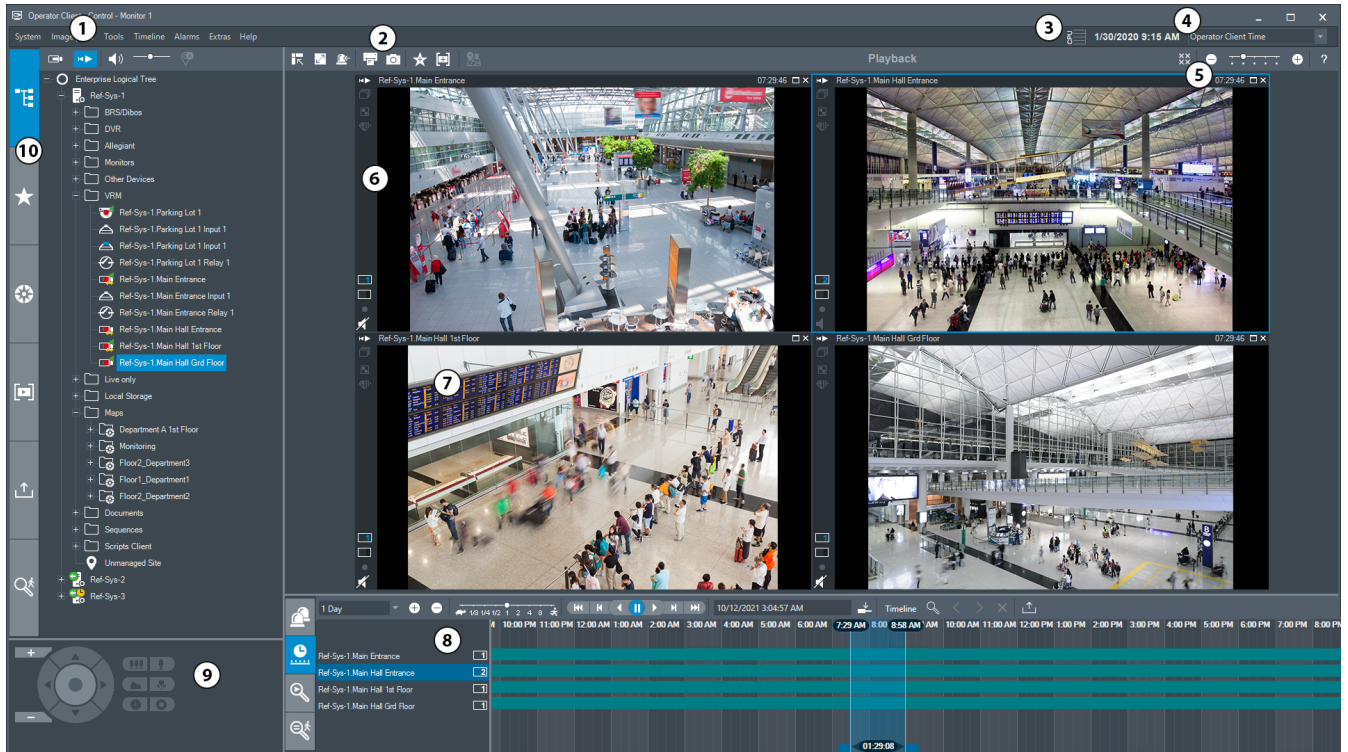 Operator Client - Control - Monitor 1
1
2
3
4
System
Image
Tools
Timeline
Alarms
Extras
Help
1/30/2020 9:15 AM
Operator Client Time
Playback
?
5
Enterprise Logical Tree
Ref-Sys-1
BRS/Dibos
DVR
Allegiant
Monitors
Other Devices
VRM
Ref-Sys-1.Parking Lot 1
Ref-Sys-1.Parking Lot 1 Input 1
Ref-Sys-1.Parking Lot 1 Input 1
Ref-Sys-1.Parking Lot 1 Relay 1
Ref-Sys-1.Main Entrance
Ref-Sys-1.Main Entrance Input 1
Ref-Sys-1.Main Entrance Relay 1
Ref-Sys-1.Main Hall Entrance
Ref-Sys-1.Main Hall 1st Floor
Ref-Sys-1.Main Hall Grd Floor
Live only
Local Storage
Maps
Department A 1st Floor
Monitoring
Floor2_Department3
Floor1_Department1
Floor2_Department2
Documents
Sequences
Scripts Client
Unmanaged Site
Ref-Sys-2
Ref-Sys-3
10
Ref-Sys-1.Main Entrance
07:29:46
6
1
Ref-Sys-1.Main Hall Entrance
07:29:46
2
Ref-Sys-1.Main Hall 1st Floor
7
1
Ref-Sys-1.Main Hall Grd Floor
07:29:46
B
1
9
1 Day
1/8 1/4 1/2 1 2 4 8
10/12/2021 3:04:57 AM
Timeline
8
10:00 PM 11:00 PM 12:00 AM 1:00 AM 2:00 AM 3:00 AM 4:00 AM 5:00 AM 6:00 AM 7:29 AM 8:00 8:58 AM AM 10:00 AM 11:00 AM 12:00 PM 1:00 PM 2:00 PM 3:00 PM 4:00 PM 5:00 PM 6:00 PM 7:00 PM 8:00 P
Ref-Sys-1.Main Entrance 1
Ref-Sys-1.Main Hall Entrance 2
Ref-Sys-1.Main Hall 1st Floor 1
Ref-Sys-1.Main Hall Grd Floor 1
01:29:08